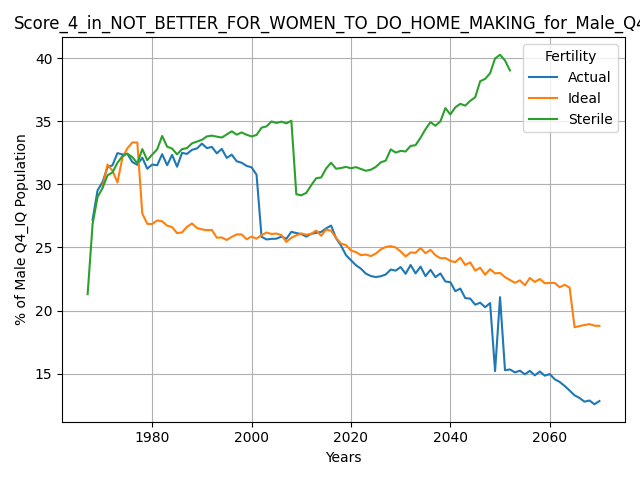 Score_4_in_NOT_BETTER_FOR_WOMEN_TO_DO_HOME_MAKING_for_Male_Q4
% of Male Q4_IQ Population
40
35
30
25
20
15
Fertility
Actual
Ideal
Sterile
1980
2000
2020
2040
2060
Years